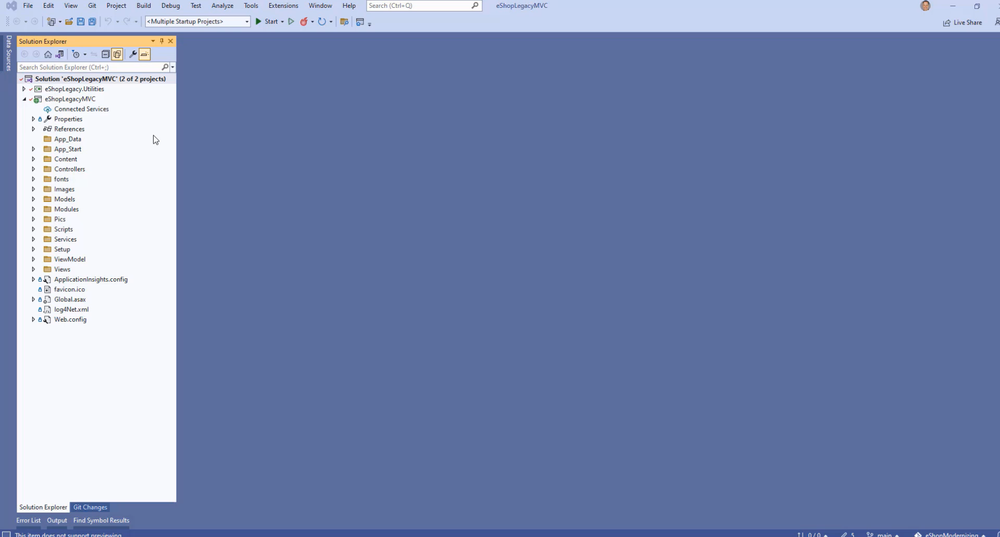 File Edit View Git Project Build Debug Test Analyze Tools Extensions Window Help Search (Ctrl+Q) eShopLegacyMVC
<Multiple Startup Projects> Start Live Share
Data Sources
Solution Explorer
Search Solution Explorer (Ctrl+;)
Solution 'eShopLegacyMVC' (2 of 2 projects)
eShopLegacy.Utilities
eShopLegacyMVC
Connected Services
Properties
References
App_Data
App_Start
Content
Controllers
fonts
Images
Models
Modules
Pics
Scripts
Services
Setup
ViewModel
Views
ApplicationInsights.config
favicon.ico
Global.asax
log4Net.xml
Web.config
Solution Explorer Git Changes
Error List Output Find Symbol Results
This item does not support previewing 0 / 0 5 main eShopModernizing